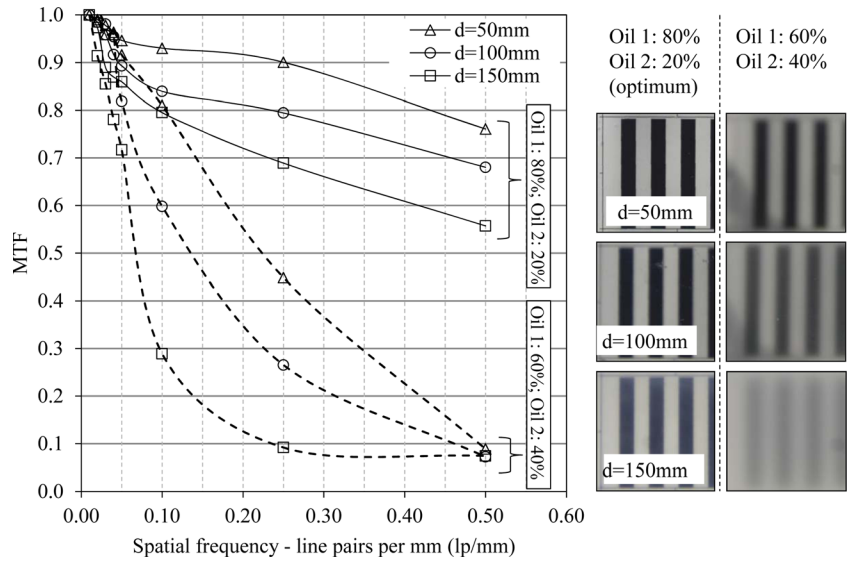 1.0
0.9
0.8
0.7
0.6
0.5
0.4
0.3
0.2
0.1
0.0
MTF
0.00
0.10
0.20
0.30
0.40
0.50
0.60
Spatial frequency - line pairs per mm (lp/mm)
d=50mm
d=100mm
d=150mm
Oil 1: 80%; Oil 2: 20%
Oil 1: 60%; Oil 2: 40%
Oil 1: 80%
Oil 2: 20%
(optimum)
Oil 1: 60%
Oil 2: 40%
d=50mm
d=100mm
d=150mm